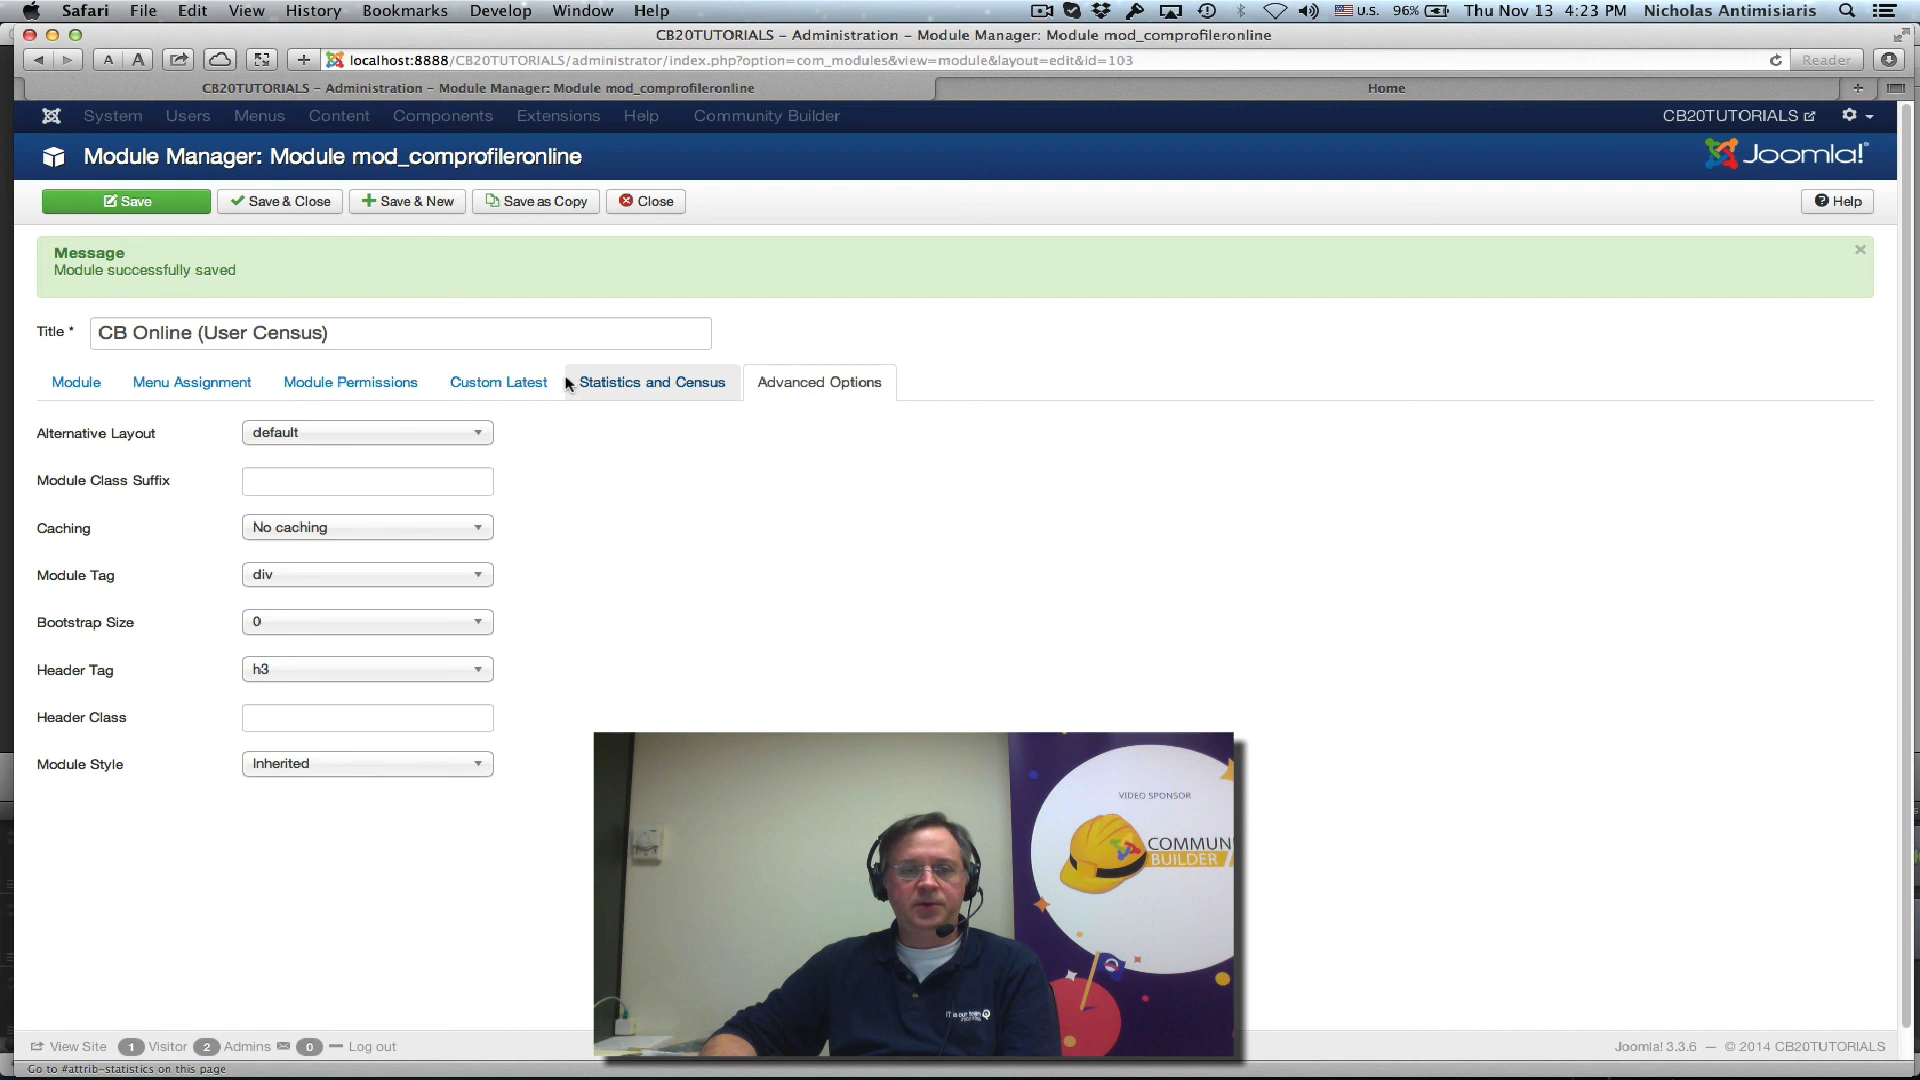 Safari File Edit View History Bookmarks Develop Window Help U.S. 96% Thu Nov 13 4:23 PM Nicholas Antimisiaris
CB20TUTORIALS - Administration - Module Manager: Module mod_comprofileronline
A A + localhost:8888/CB20TUTORIALS/administrator/index.php?option=com_modules&view=module&layout=edit&id=103 Reader
CB20TUTORIALS - Administration - Module Manager: Module mod_comprofileronline Home +
System Users Menus Content Components Extensions Help Community Builder CB20TUTORIALS
Module Manager: Module mod_comprofileronline Joomla!®
Save Save & Close Save & New Save as Copy Close Help
Message
Module successfully saved
Title * CB Online (User Census)
Module Menu Assignment Module Permissions Custom Latest Statistics and Census Advanced Options
Alternative Layout default
Module Class Suffix
Caching No caching
Module Tag div
Bootstrap Size 0
Header Tag h3
Header Class
Module Style Inherited
VIDEO SPONSOR
COMMUN
BUILDER
View Site 1 Visitor 2 Admins 0 Log out Joomla! 3.3.6 — © 2014 CB20TUTORIALS
Go to #attrib-statistics on this page